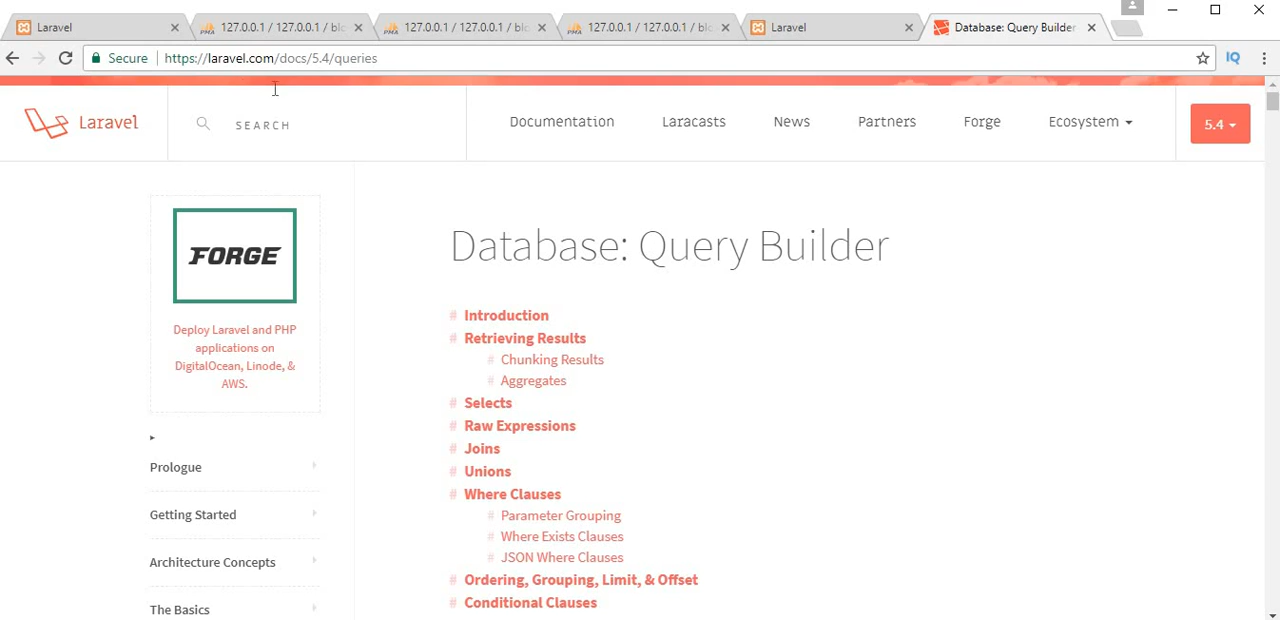 Laravel
127.0.0.1 / 127.0.0.1 / blo
127.0.0.1 / 127.0.0.1 / blo
127.0.0.1 / 127.0.0.1 / blo
Laravel
Database: Query Builder
Secure https://laravel.com/docs/5.4/queries
IQ
Laravel
SEARCH
Documentation Laracasts News Partners Forge Ecosystem
5.4
FORGE
Deploy Laravel and PHP
applications on
DigitalOcean, Linode, &
AWS.
Prologue
Getting Started
Architecture Concepts
The Basics
Database: Query Builder
# Introduction
# Retrieving Results
# Chunking Results
# Aggregates
# Selects
# Raw Expressions
# Joins
# Unions
# Where Clauses
# Parameter Grouping
# Where Exists Clauses
# JSON Where Clauses
# Ordering, Grouping, Limit, & Offset
# Conditional Clauses